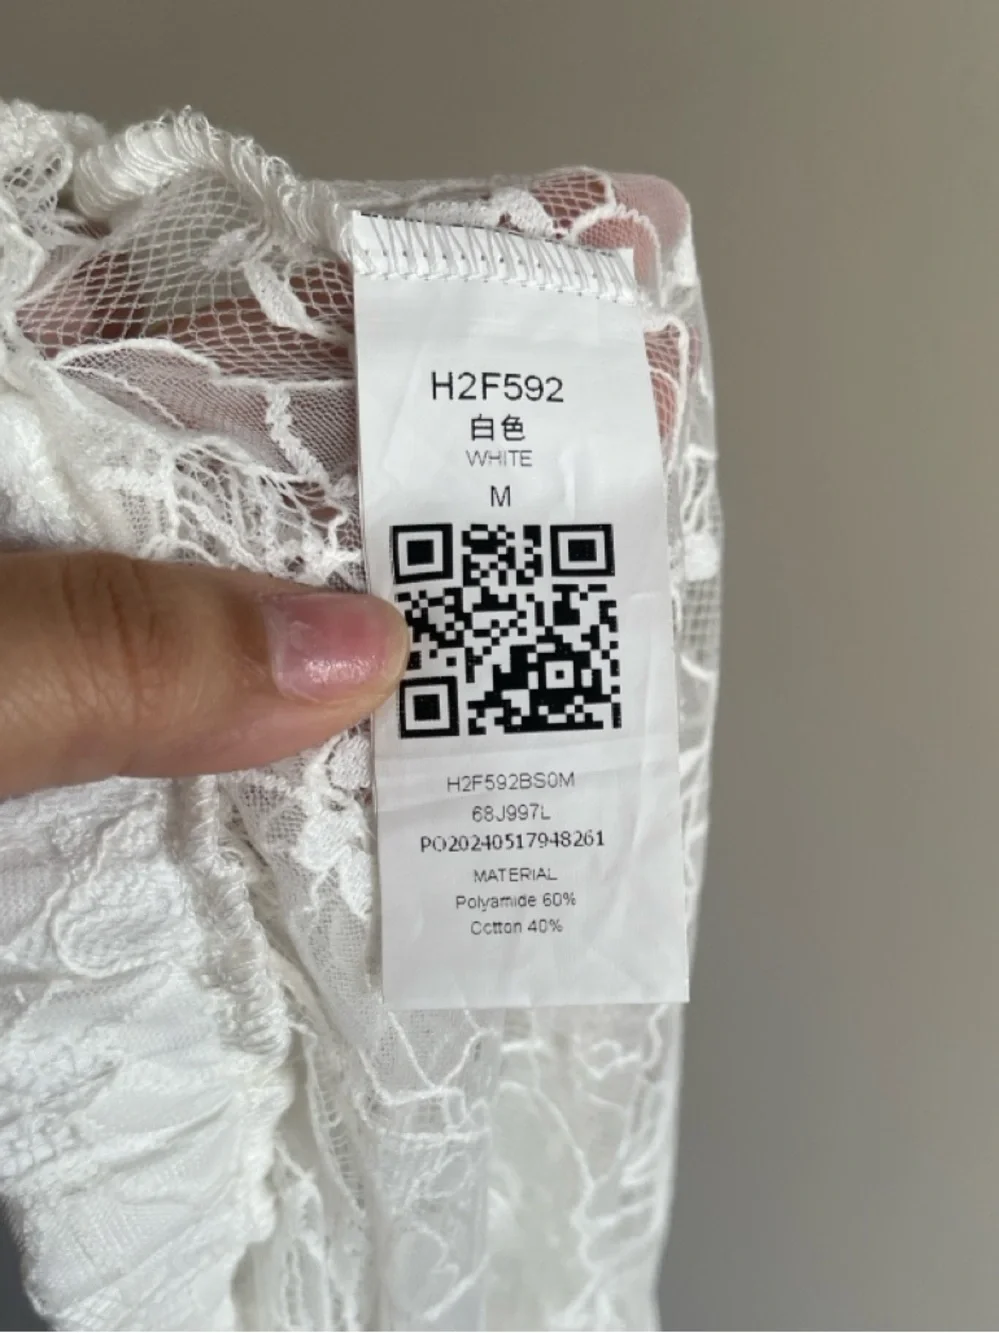 H2F592
白色
WHITE
M
H2F592BS0M
68J997L
PO20240517948261
MATERIAL
Polyamide 60%
Cotton 40%